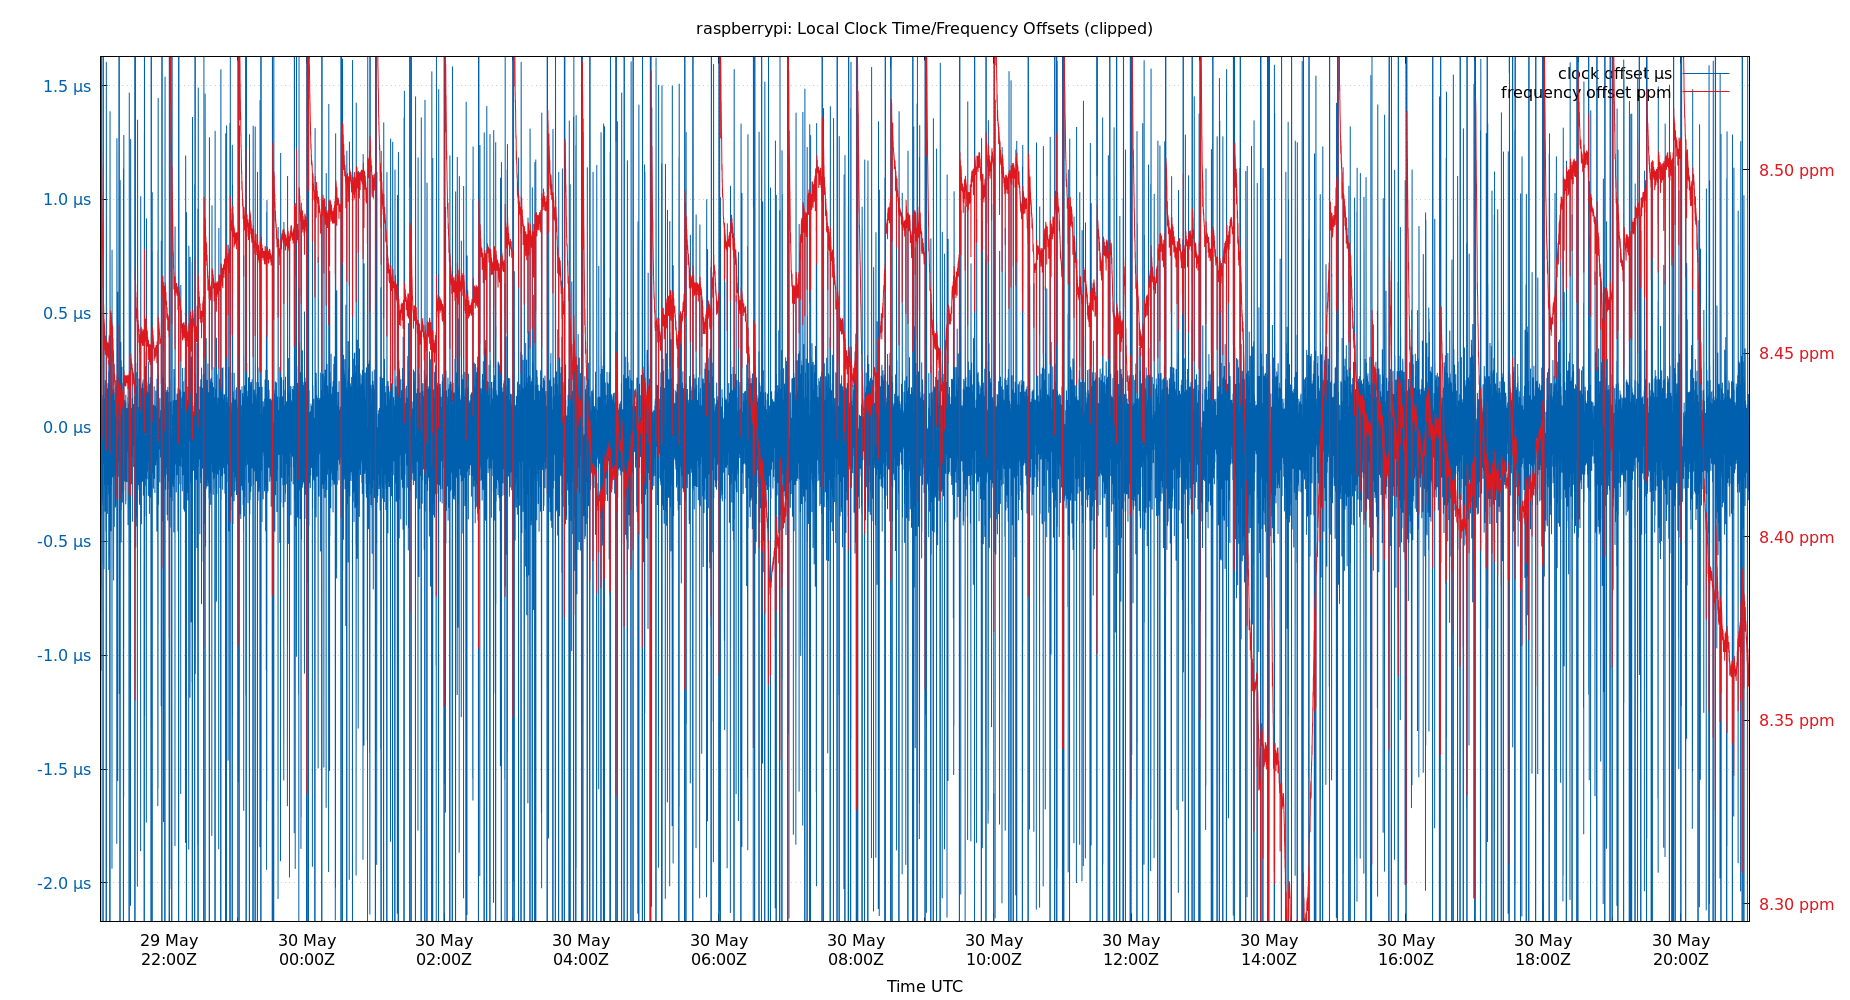 raspberrypi: Local Clock Time/Frequency Offsets (clipped)
clock offset µs
frequency offset ppm
1.5 µs
1.0 µs
0.5 µs
0.0 µs
-0.5 µs
-1.0 µs
-1.5 µs
-2.0 µs
8.50 ppm
8.45 ppm
8.40 ppm
8.35 ppm
8.30 ppm
29 May
22:00Z
30 May
00:00Z
30 May
02:00Z
30 May
04:00Z
30 May
06:00Z
30 May
08:00Z
30 May
10:00Z
30 May
12:00Z
30 May
14:00Z
30 May
16:00Z
30 May
18:00Z
30 May
20:00Z
Time UTC